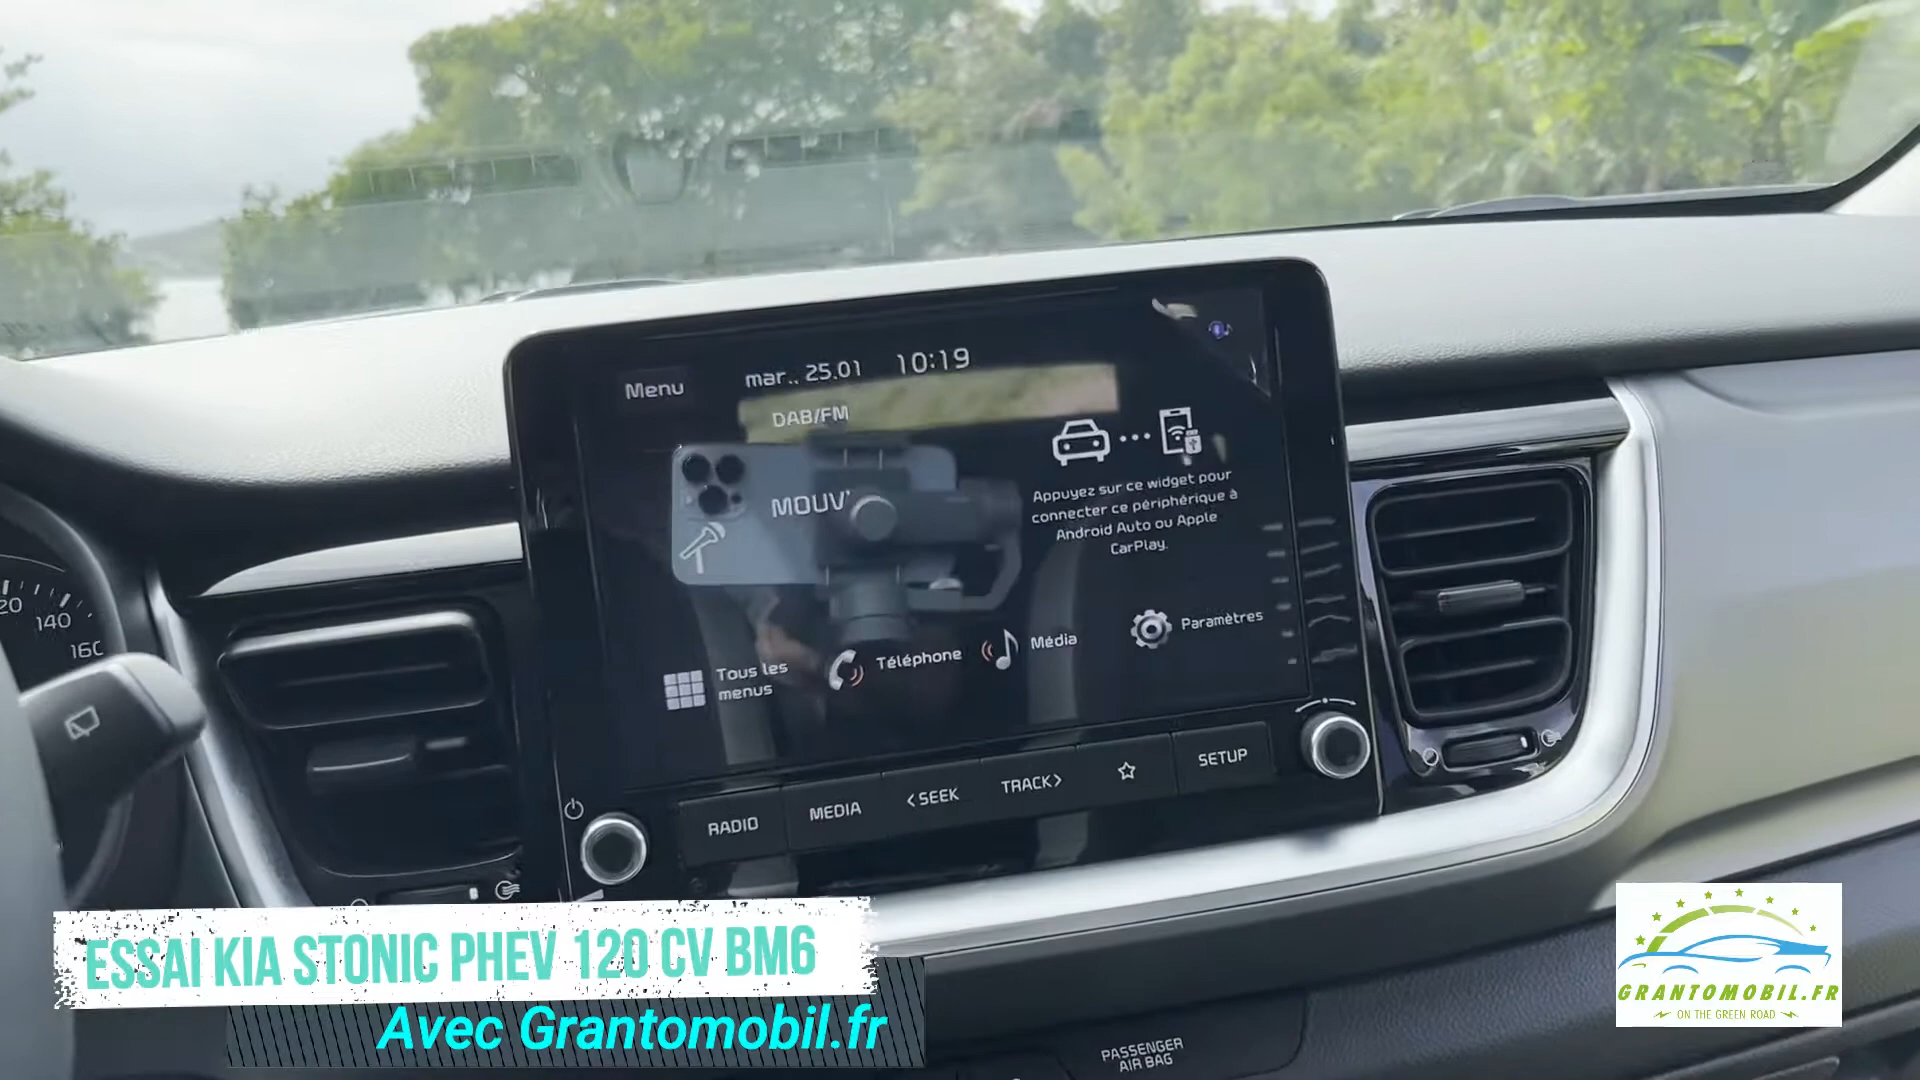 Menu
mar.. 25.01 10:19
DAB/FM
MOUV'
Appuyez sur ce widget pour
connecter ce périphérique à
Android Auto ou Apple
CarPlay.
Tous les
menus
Téléphone
Média
Paramètres
RADIO
MEDIA
<SEEK
TRACK>
SETUP
20
140
160
ESSAI KIA STONIC PHEV 120 CV BM6
Avec Grantomobil.fr
GRANTOMOBIL.FR
ON THE GREEN ROAD
PASSENGER
AIR BAG